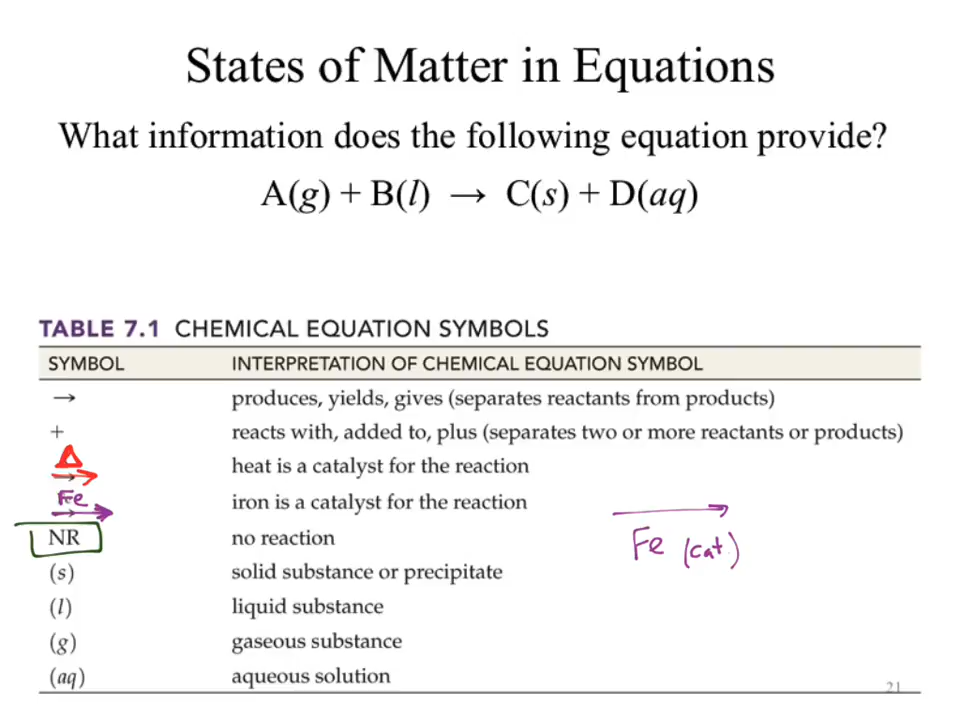 States of Matter in Equations
What information does the following equation provide?
A(g) + B(l) → C(s) + D(aq)
TABLE 7.1 CHEMICAL EQUATION SYMBOLS
SYMBOL INTERPRETATION OF CHEMICAL EQUATION SYMBOL
→ produces, yields, gives (separates reactants from products)
+ reacts with, added to, plus (separates two or more reactants or products)
Δ→ heat is a catalyst for the reaction
Fe→ iron is a catalyst for the reaction
→
Fe (cat.)
NR no reaction
(s) solid substance or precipitate
(l) liquid substance
(g) gaseous substance
(aq) aqueous solution
21